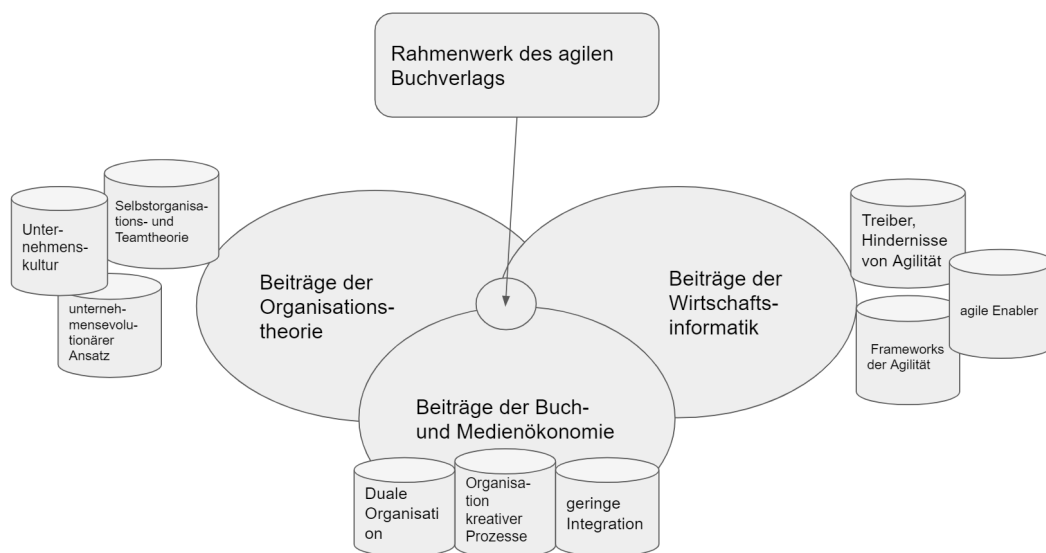 Rahmenwerk des agilen
Buchverlags
Selbstorganisa-
tions- und
Teamtheorie
Unter-
nehmens-
kultur
unterneh-
mensevolu-
tionärer
Ansatz
Beiträge der
Organisations-
theorie
Beiträge der
Wirtschafts-
informatik
Treiber,
Hindernisse
von Agilität
agile Enabler
Frameworks
der Agilität
Beiträge der Buch-
und Medienökonomie
Duale
Organisati
on
Organisa-
tion
kreativer
Prozesse
geringe
Integration